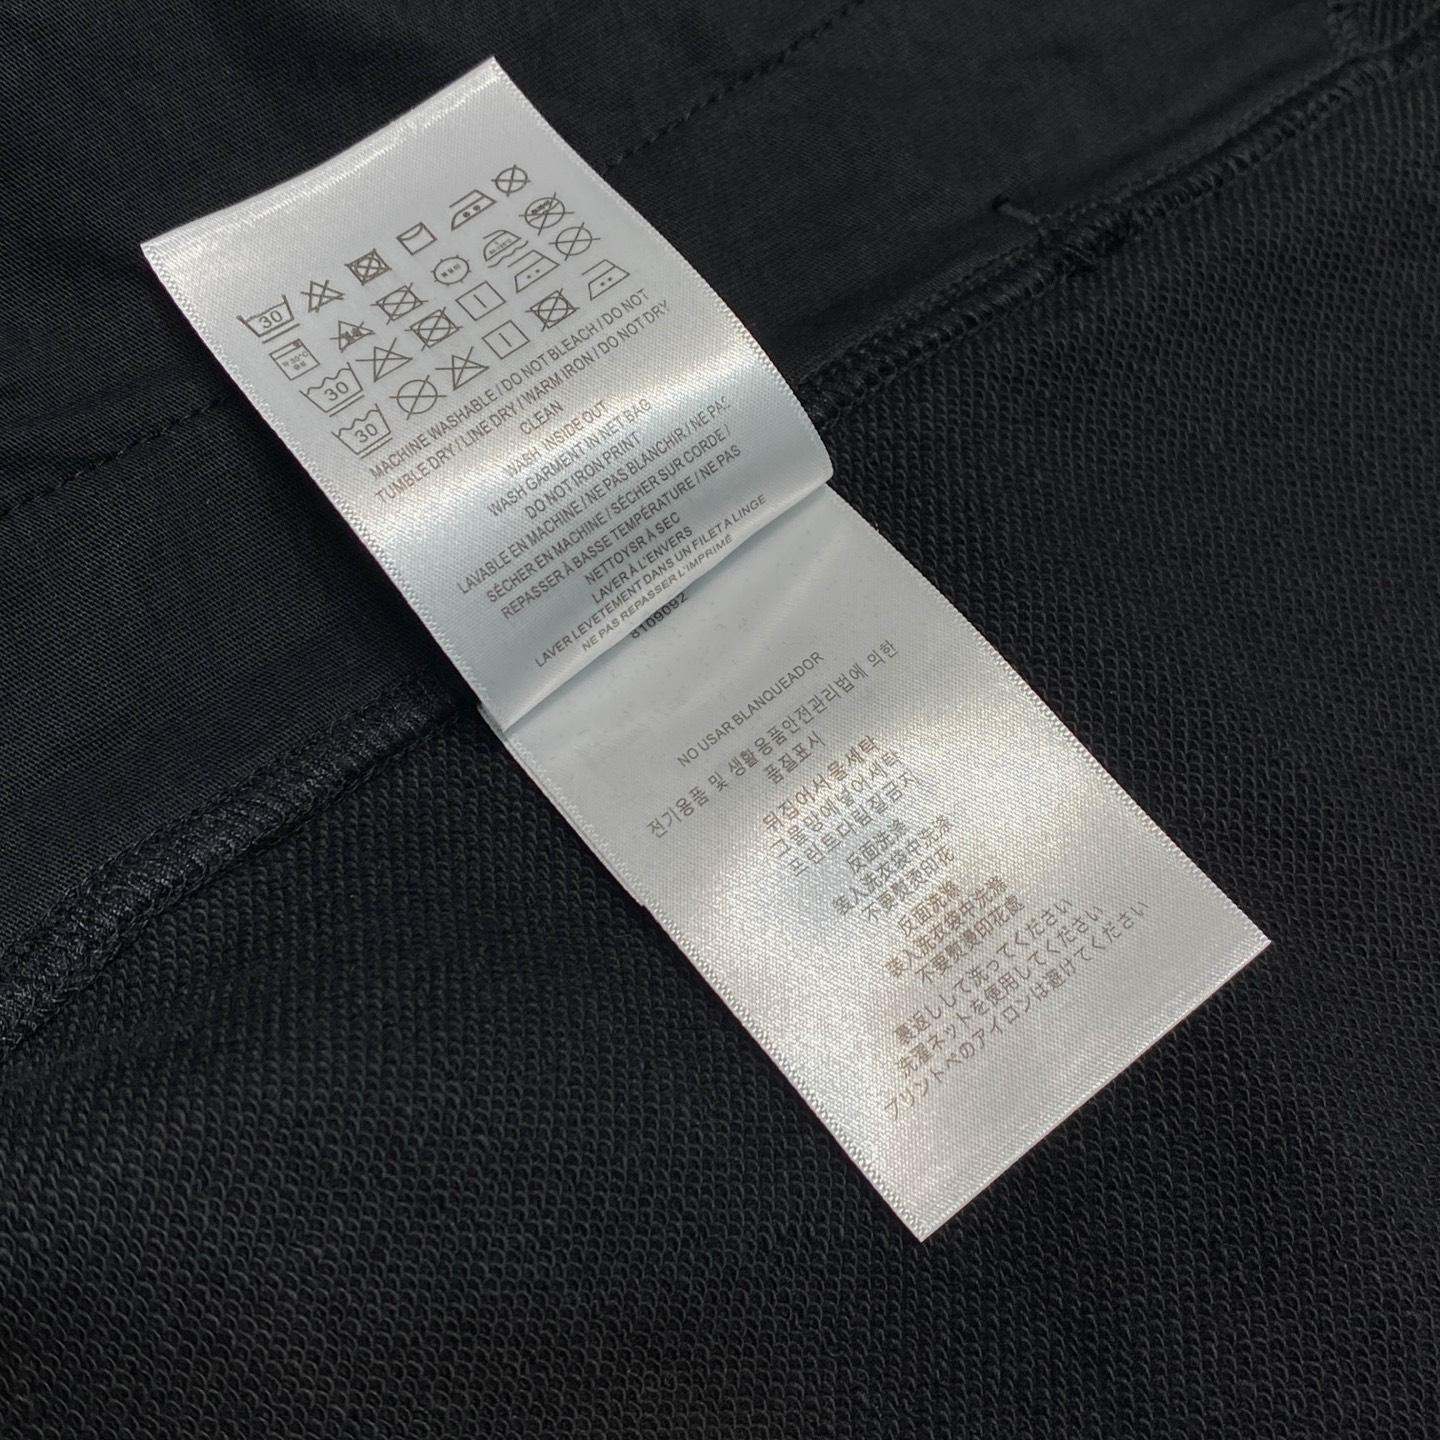 30
30°C
30
30
MACHINE WASHABLE / DO NOT BLEACH / DO NOT
TUMBLE DRY / LINE DRY / WARM IRON / DO NOT DRY
CLEAN
WASH INSIDE OUT
WASH GARMENT IN NET BAG
DO NOT IRON PRINT
LAVABLE EN MACHINE / NE PAS BLANCHIR / NE PAS
SÉCHER EN MACHINE / SÉCHER SUR CORDE /
REPASSER À BASSE TEMPÉRATURE / NE PAS
NETTOYSR À SEC
LAVER À L'ENVERS
LAVER LEVETEMENT DANS UN FILET A LINGE
NE PAS REPASSER L'IMPRIMÉ
8109092
NO USAR BLANQUEADOR
전기용품 및 생활용품안전관리법에 의한
품질표시
뒤집어서울세탁
그물망에넣어세탁
프린트다림질금지
反面洗涤
装入洗衣袋中洗涤
不要熨烫印花
反面洗滌
装入洗衣袋中洗滌
不要熨燙印花燙
裏返しして洗ってください
洗濯ネットを使用してください
プリントペのアイロンは避けてください